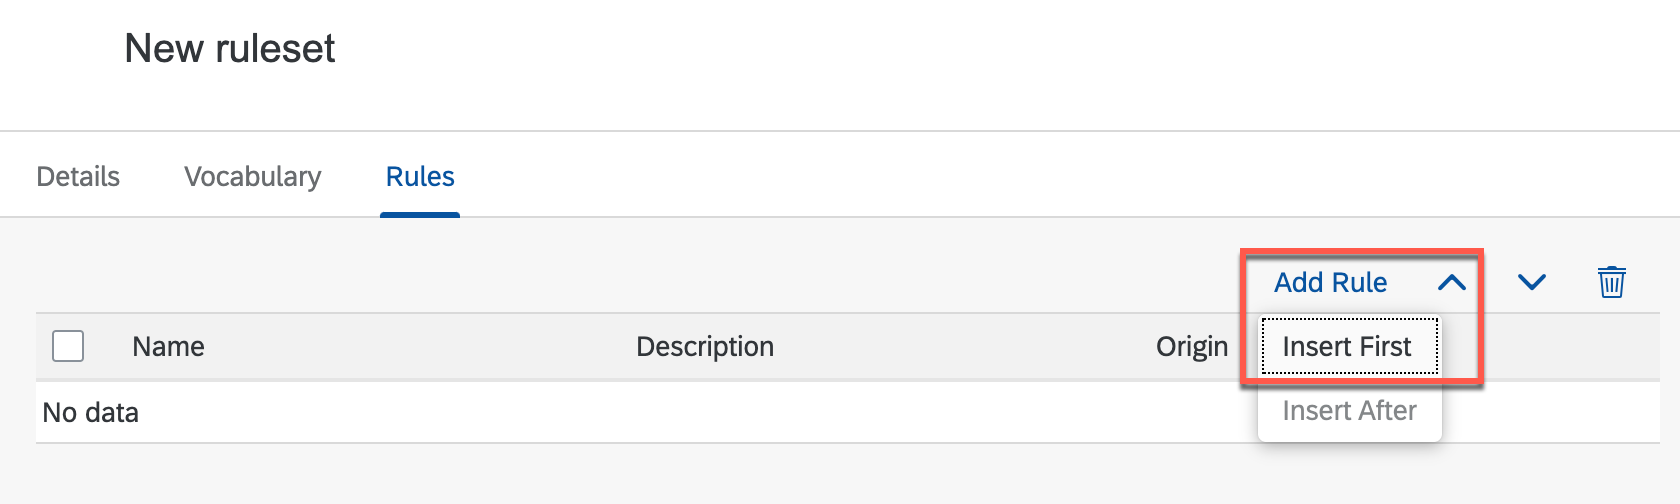 New ruleset
Details Vocabulary Rules
Add Rule
Name Description Origin Insert First
No data Insert After